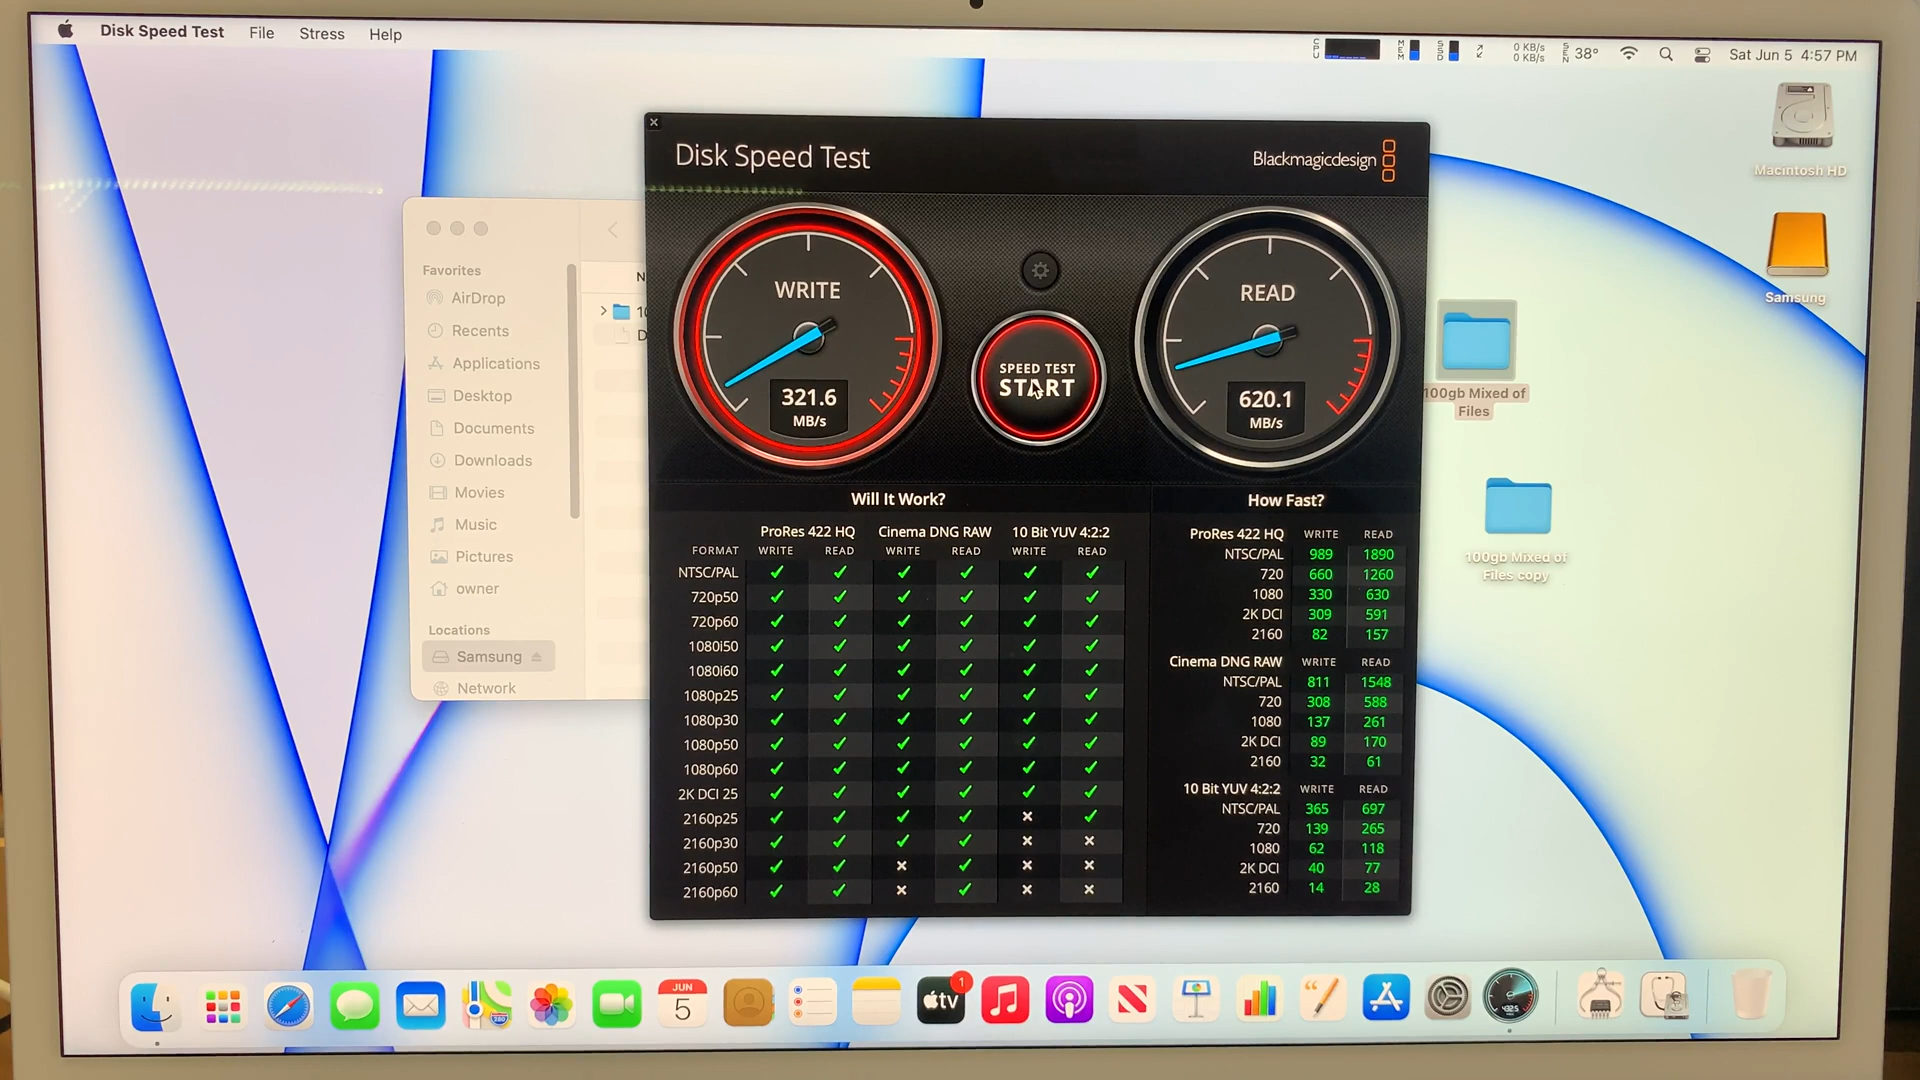 Disk Speed Test File Stress Help
CPU MEM SSD 0 KB/s 0 KB/s SEN 38° Sat Jun 5 4:57 PM
Disk Speed Test
Blackmagicdesign
WRITE
321.6
MB/s
SPEED TEST
START
READ
620.1
MB/s
Will It Work?
ProRes 422 HQ Cinema DNG RAW 10 Bit YUV 4:2:2
FORMAT WRITE READ WRITE READ WRITE READ
NTSC/PAL ✓ ✓ ✓ ✓ ✓ ✓
720p50 ✓ ✓ ✓ ✓ ✓ ✓
720p60 ✓ ✓ ✓ ✓ ✓ ✓
1080i50 ✓ ✓ ✓ ✓ ✓ ✓
1080i60 ✓ ✓ ✓ ✓ ✓ ✓
1080p25 ✓ ✓ ✓ ✓ ✓ ✓
1080p30 ✓ ✓ ✓ ✓ ✓ ✓
1080p50 ✓ ✓ ✓ ✓ ✓ ✓
1080p60 ✓ ✓ ✓ ✓ ✓ ✓
2K DCI 25 ✓ ✓ ✓ ✓ ✓ ✓
2160p25 ✓ ✓ ✓ ✓ × ✓
2160p30 ✓ ✓ ✓ ✓ × ×
2160p50 ✓ ✓ × ✓ × ×
2160p60 ✓ ✓ × ✓ × ×
How Fast?
ProRes 422 HQ WRITE READ
NTSC/PAL 989 1890
720 660 1260
1080 330 630
2K DCI 309 591
2160 82 157
Cinema DNG RAW WRITE READ
NTSC/PAL 811 1548
720 308 588
1080 137 261
2K DCI 89 170
2160 32 61
10 Bit YUV 4:2:2 WRITE READ
NTSC/PAL 365 697
720 139 265
1080 62 118
2K DCI 40 77
2160 14 28
Favorites
AirDrop
Recents
Applications
Desktop
Documents
Downloads
Movies
Music
Pictures
owner
Locations
Samsung
Network
N
10
D
Macintosh HD
Samsung
100gb Mixed of
Files
100gb Mixed of
Files copy
JUN
5
tv
1